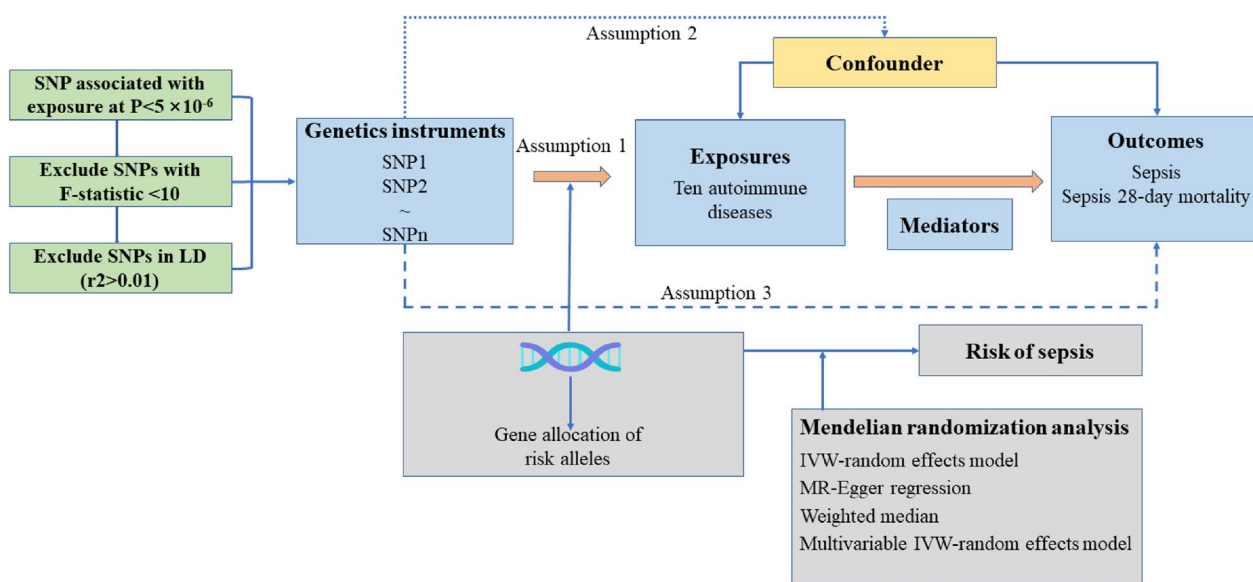 Assumption 2
SNP associated with
exposure at P<5 ×10⁻⁶
Exclude SNPs with
F-statistic <10
Exclude SNPs in LD
(r2>0.01)
Genetics instruments
SNP1
SNP2
~
SNPn
Assumption 1
Confounder
Exposures
Ten autoimmune
diseases
Mediators
Outcomes
Sepsis
Sepsis 28-day mortality
Assumption 3
Gene allocation of
risk alleles
Risk of sepsis
Mendelian randomization analysis
IVW-random effects model
MR-Egger regression
Weighted median
Multivariable IVW-random effects model